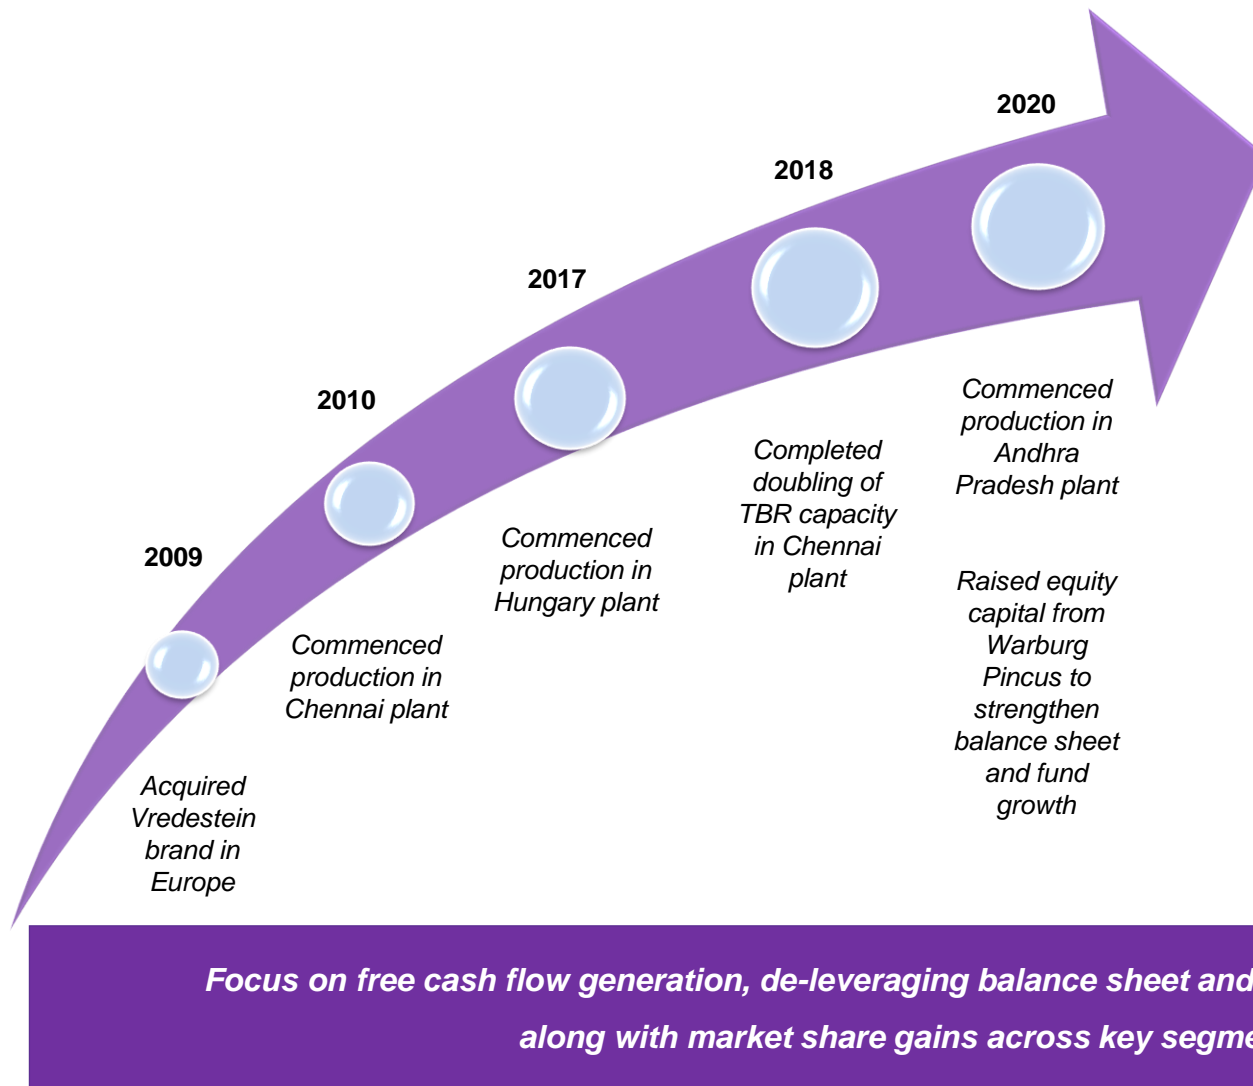 2009
Acquired
Vredestein
brand in
Europe
2010
Commenced
production in
Chennai plant
2017
Commenced
production in
Hungary plant
2018
Completed
doubling of
TBR capacity
in Chennai
plant
2020
Commenced
production in
Andhra
Pradesh plant
Raised equity
capital from
Warburg
Pincus to
strengthen
balance sheet
and fund
growth
Focus on free cash flow generation, de-leveraging balance sheet and
along with market share gains across key